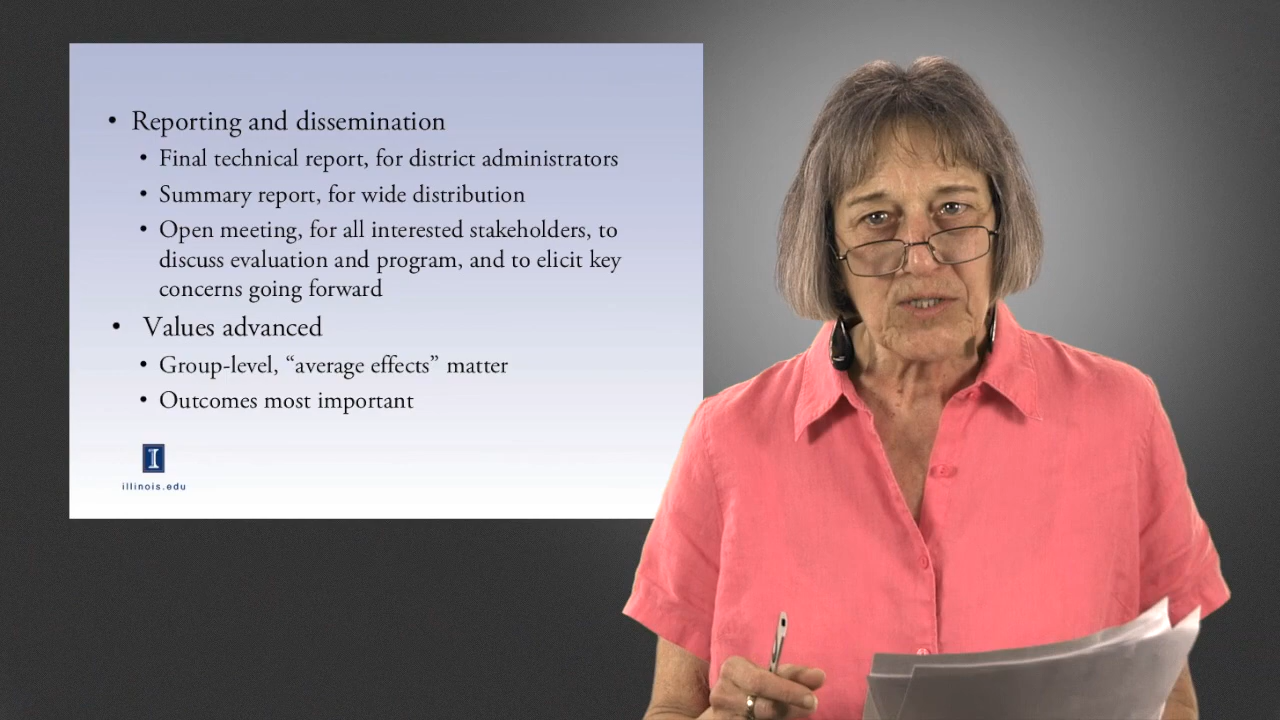 • Reporting and dissemination
• Final technical report, for district administrators
• Summary report, for wide distribution
• Open meeting, for all interested stakeholders, to
discuss evaluation and program, and to elicit key
concerns going forward
• Values advanced
• Group-level, “average effects” matter
• Outcomes most important
I
illinois.edu